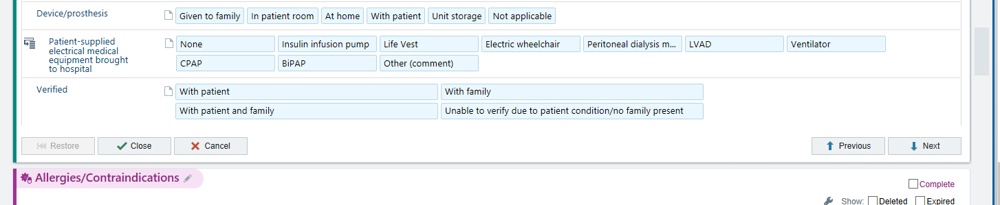 Device/prosthesis Given to family In patient room At home With patient Unit storage Not applicable
Patient-supplied electrical medical equipment brought to hospital
None Insulin infusion pump Life Vest Electric wheelchair Peritoneal dialysis m... LVAD Ventilator
CPAP BiPAP Other (comment)
Verified With patient With family
With patient and family Unable to verify due to patient condition/no family present
Restore Close Cancel Previous Next
Allergies/Contraindications
Complete
Show: Deleted Expired